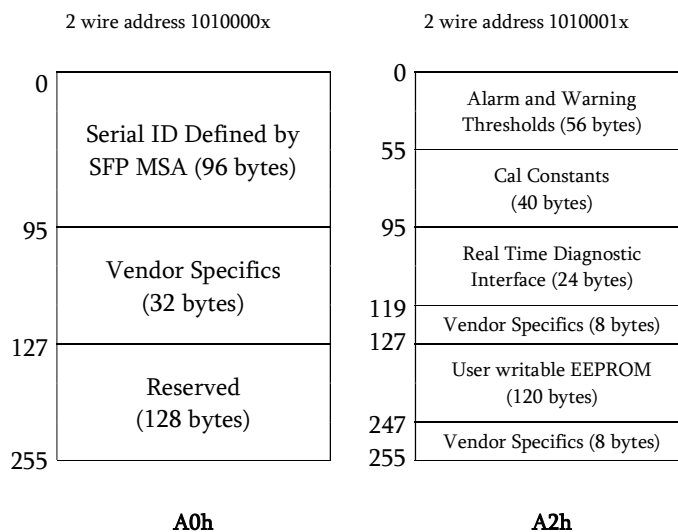 2 wire address 1010000x
0
Serial ID Defined by
SFP MSA (96 bytes)
95
Vendor Specifics
(32 bytes)
127
Reserved
(128 bytes)
255
A0h
2 wire address 1010001x
0
Alarm and Warning
Thresholds (56 bytes)
55
Cal Constants
(40 bytes)
95
Real Time Diagnostic
Interface (24 bytes)
119
Vendor Specifics (8 bytes)
127
User writable EEPROM
(120 bytes)
247
Vendor Specifics (8 bytes)
255
A2h